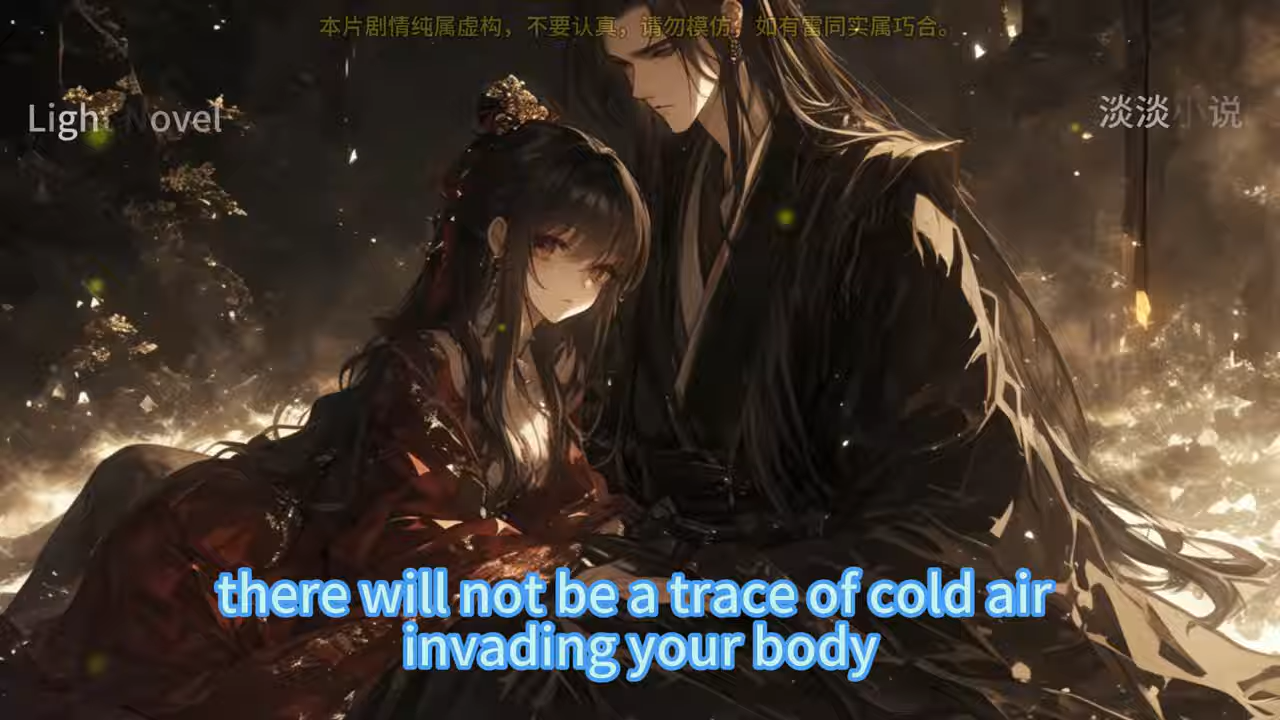 本片剧情纯属虚构，不要认真，请勿模仿，如有雷同实属巧合。
Light Novel
淡淡小说
there will not be a trace of cold air
invading your body